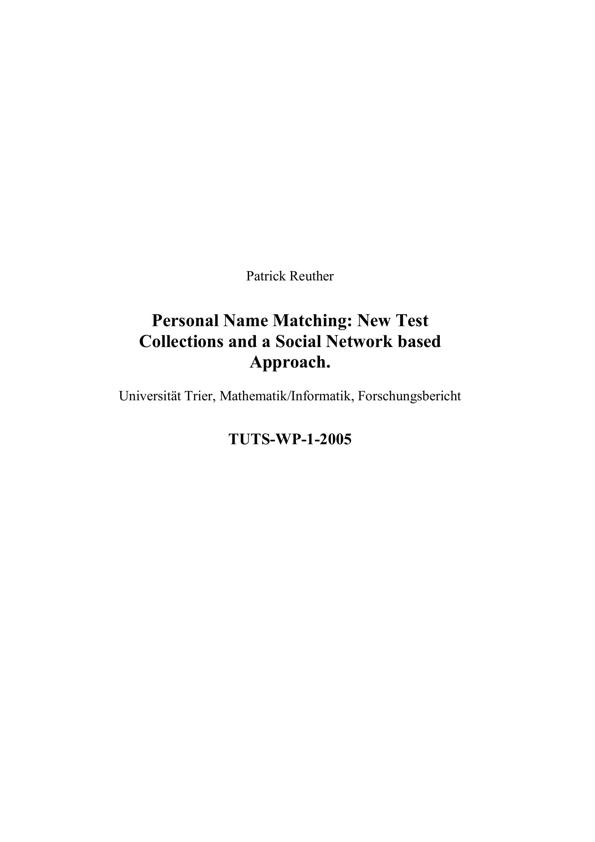 Patrick Reuther
Personal Name Matching: New Test
Collections and a Social Network based
Approach.
Universität Trier, Mathematik/Informatik, Forschungsbericht
TUTS-WP-1-2005